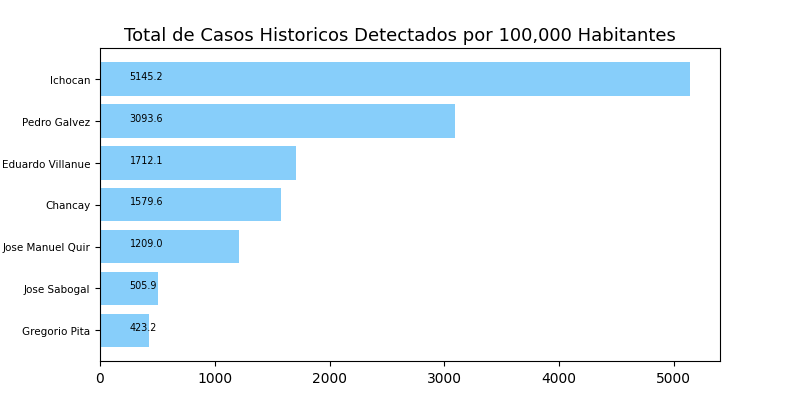 Total de Casos Historicos Detectados por 100,000 Habitantes
Ichocan 5145.2
Pedro Galvez 3093.6
Eduardo Villanue 1712.1
Chancay 1579.6
Jose Manuel Quir 1209.0
Jose Sabogal 505.9
Gregorio Pita 423.2
0 1000 2000 3000 4000 5000